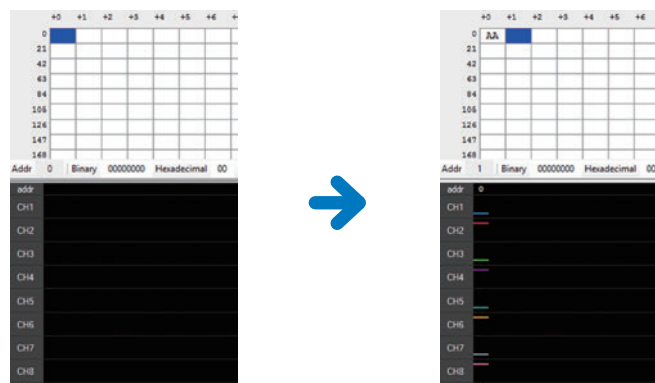 +0 +1 +2 +3 +4 +5 +6
0
21
42
63
84
105
126
147
168
Addr 0 Binary 00000000 Hexadecimal 00
addr
CH1
CH2
CH3
CH4
CH5
CH6
CH7
CH8
+0 +1 +2 +3 +4 +5 +6
0 AA
21
42
63
84
105
126
147
168
Addr 1 Binary 00000000 Hexadecimal 00
addr 0
CH1
CH2
CH3
CH4
CH5
CH6
CH7
CH8